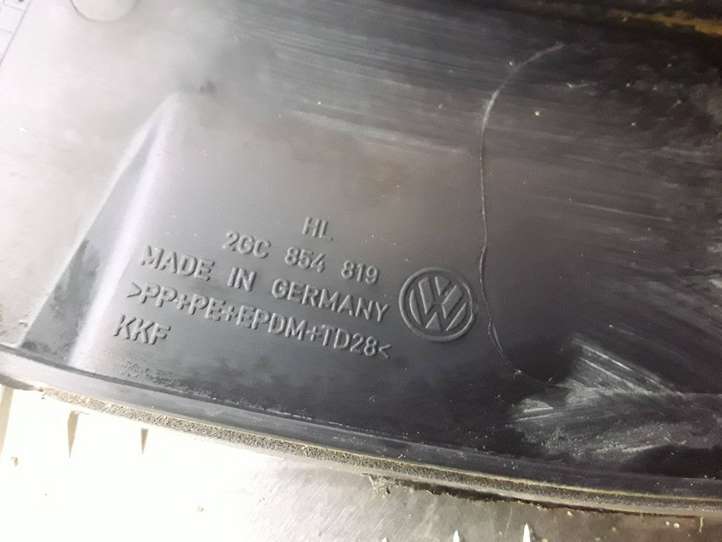 HL
2GC 854 819
MADE IN GERMANY
>PP+PE+EPDM+TD28<
KKF